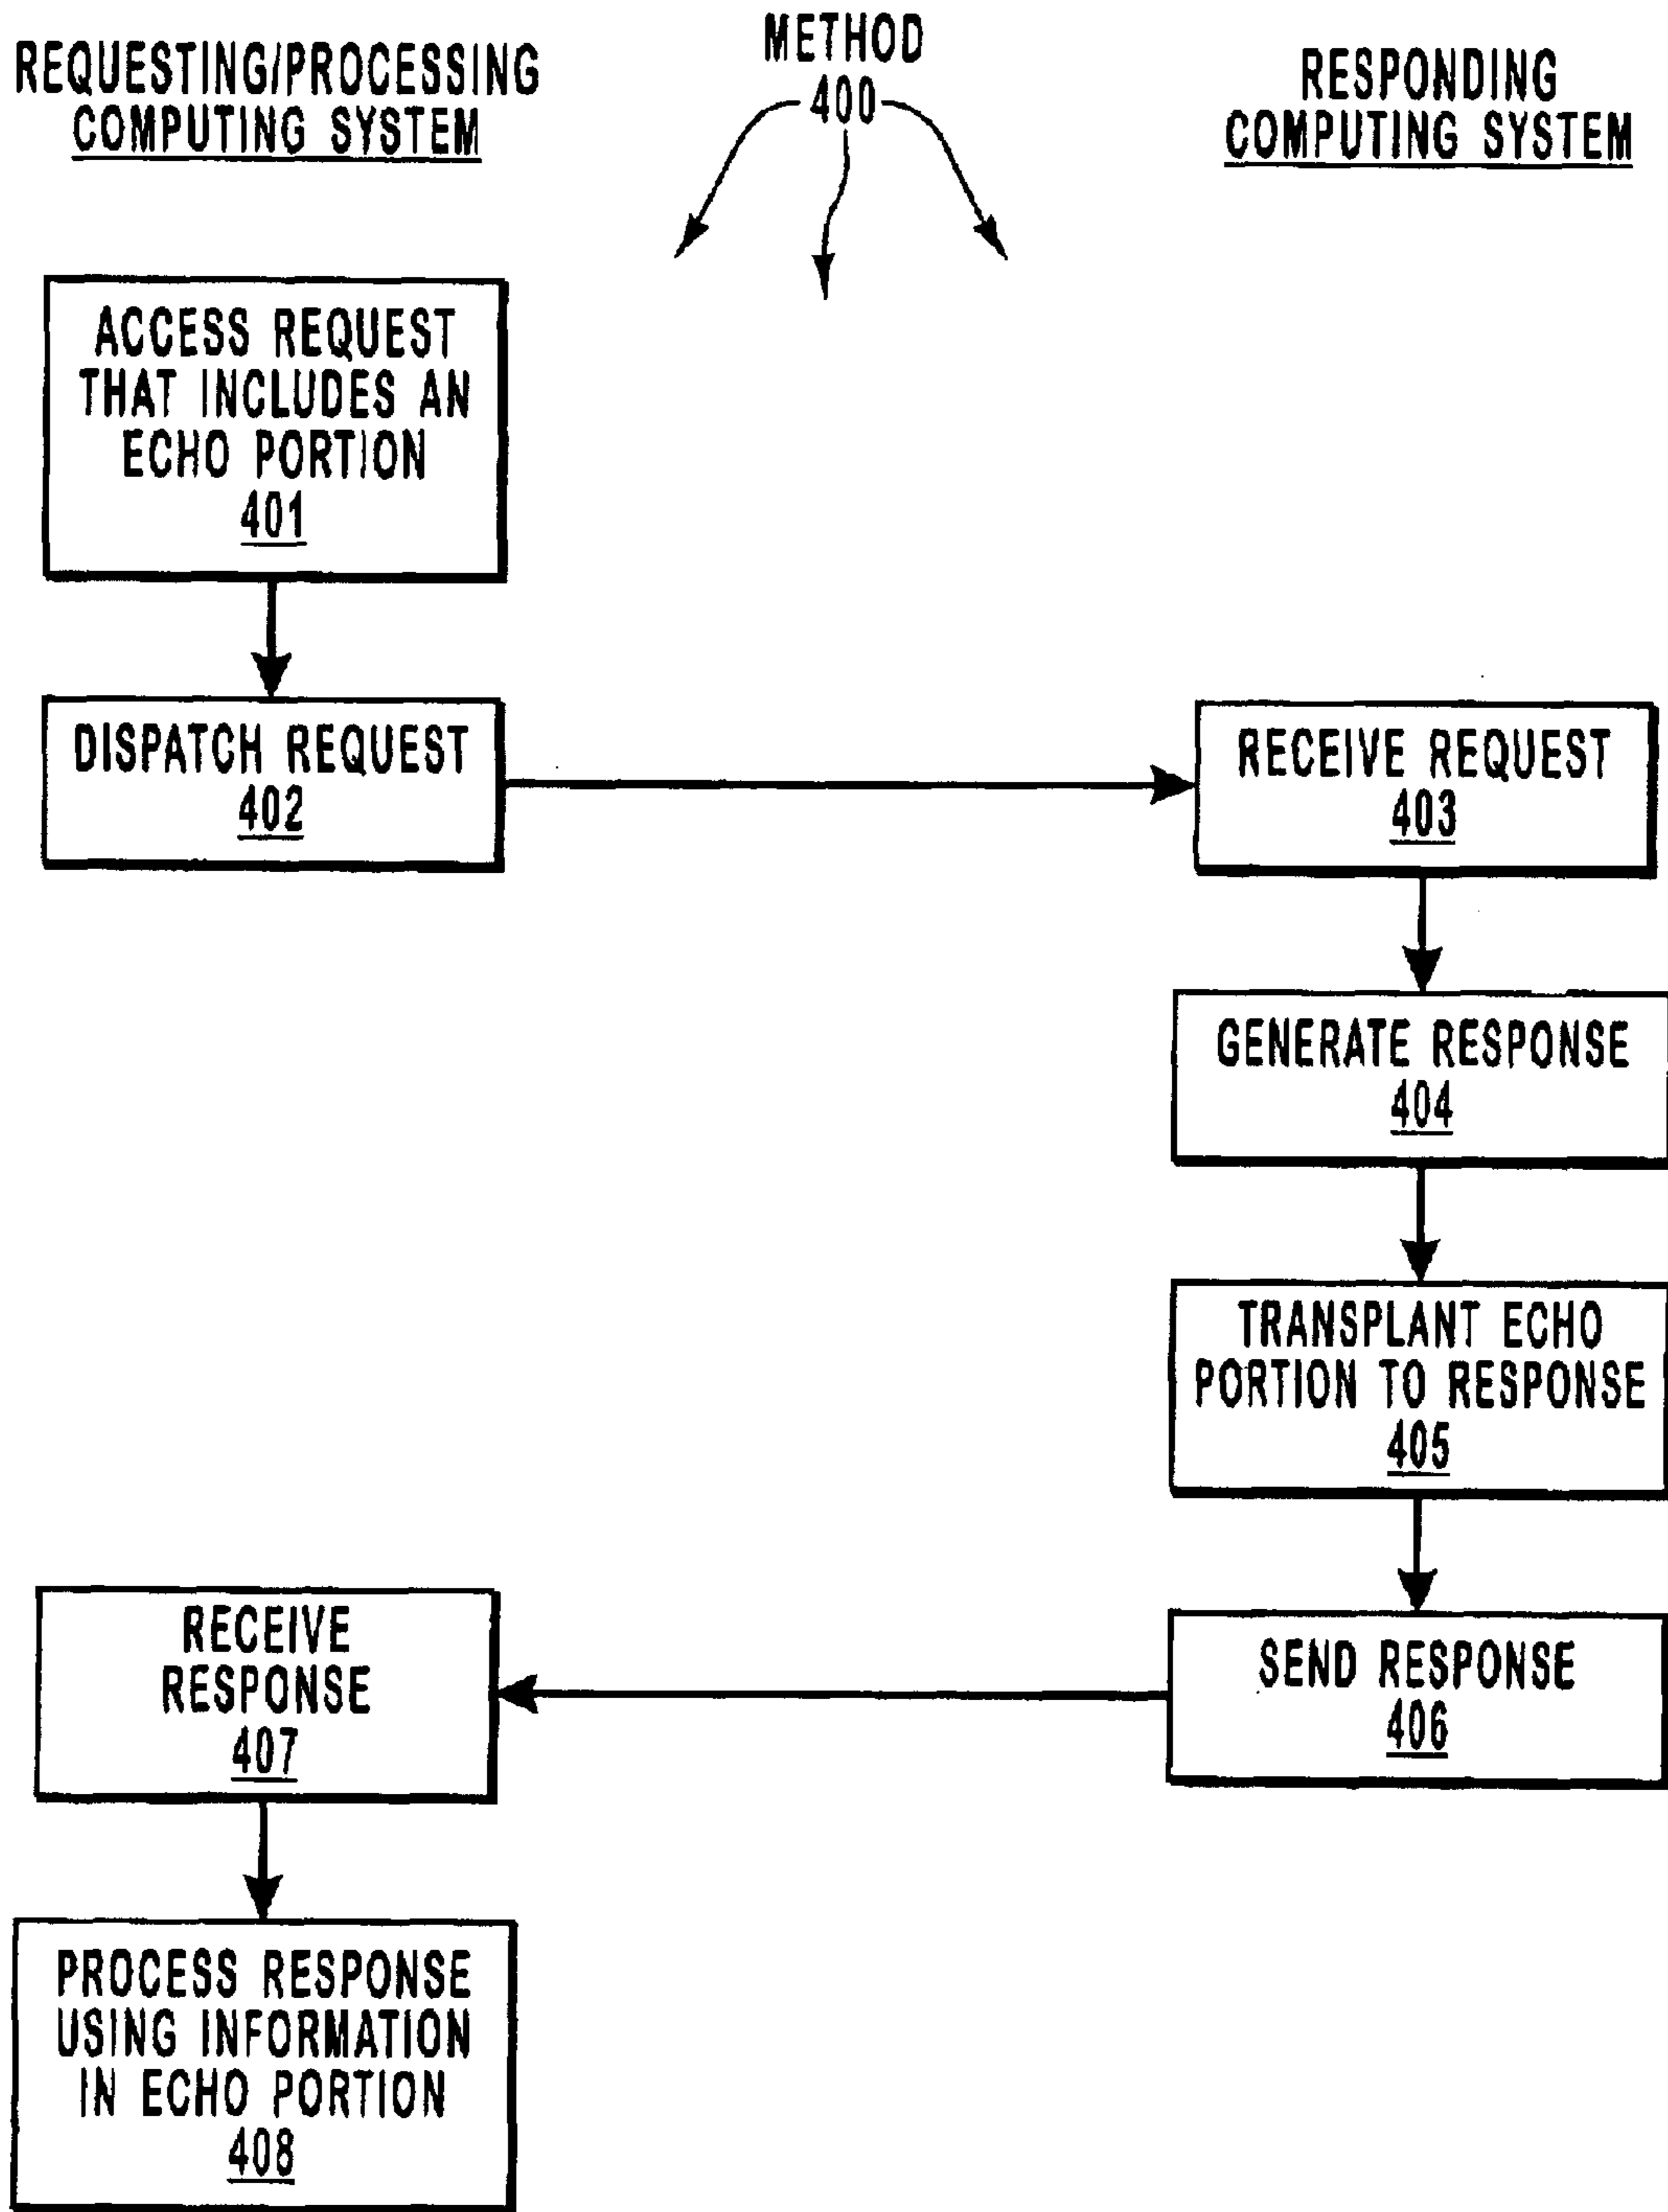 REQUESTING/PROCESSING
COMPUTING SYSTEM
METHOD
400
RESPONDING
COMPUTING SYSTEM
ACCESS REQUEST
THAT INCLUDES AN
ECHO PORTION
401
DISPATCH REQUEST
402
RECEIVE REQUEST
403
GENERATE RESPONSE
404
TRANSPLANT ECHO
PORTION TO RESPONSE
405
SEND RESPONSE
406
RECEIVE
RESPONSE
407
PROCESS RESPONSE
USING INFORMATION
IN ECHO PORTION
408